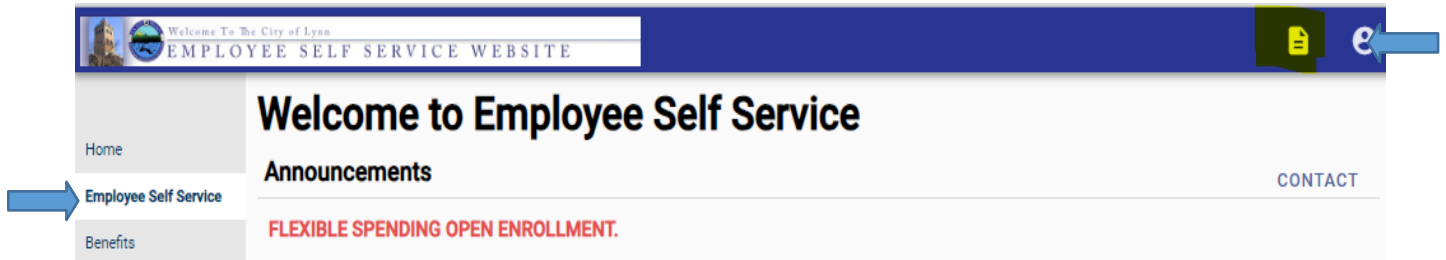 Welcome To The City of Lynn
EMPLOYEE SELF SERVICE WEBSITE
Welcome to Employee Self Service
Home
Announcements
CONTACT
Employee Self Service
FLEXIBLE SPENDING OPEN ENROLLMENT.
Benefits